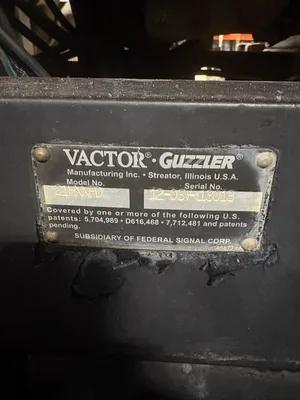 VACTOR® • GUZZLER®
Manufacturing Inc. • Streator, Illinois U.S.A.
Model No. Serial No.
Covered by one or more of the following U.S.
patents: 5,704,989 • D616,468 • 7,712,481 and patents
pending.
SUBSIDIARY OF FEDERAL SIGNAL CORP.